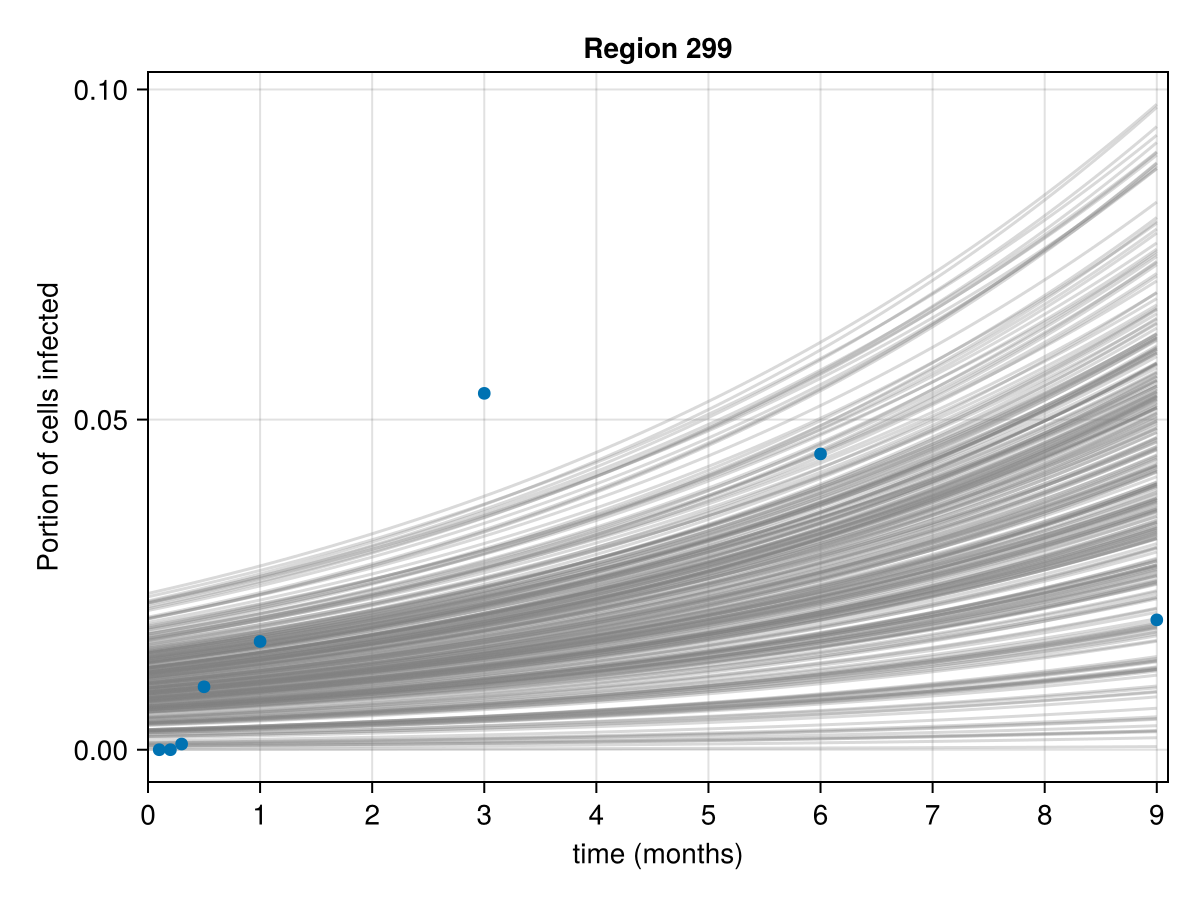 Region 299
0.10
0.05
0.00
Portion of cells infected
0 1 2 3 4 5 6 7 8 9
time (months)